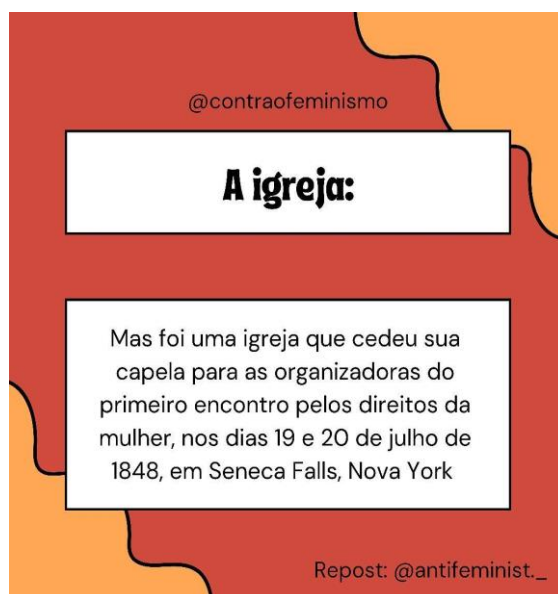 @contraofeminismo
A igreja:
Mas foi uma igreja que cedeu sua
capela para as organizadoras do
primeiro encontro pelos direitos da
mulher, nos dias 19 e 20 de julho de
1848, em Seneca Falls, Nova York
Repost: @antifeminist._